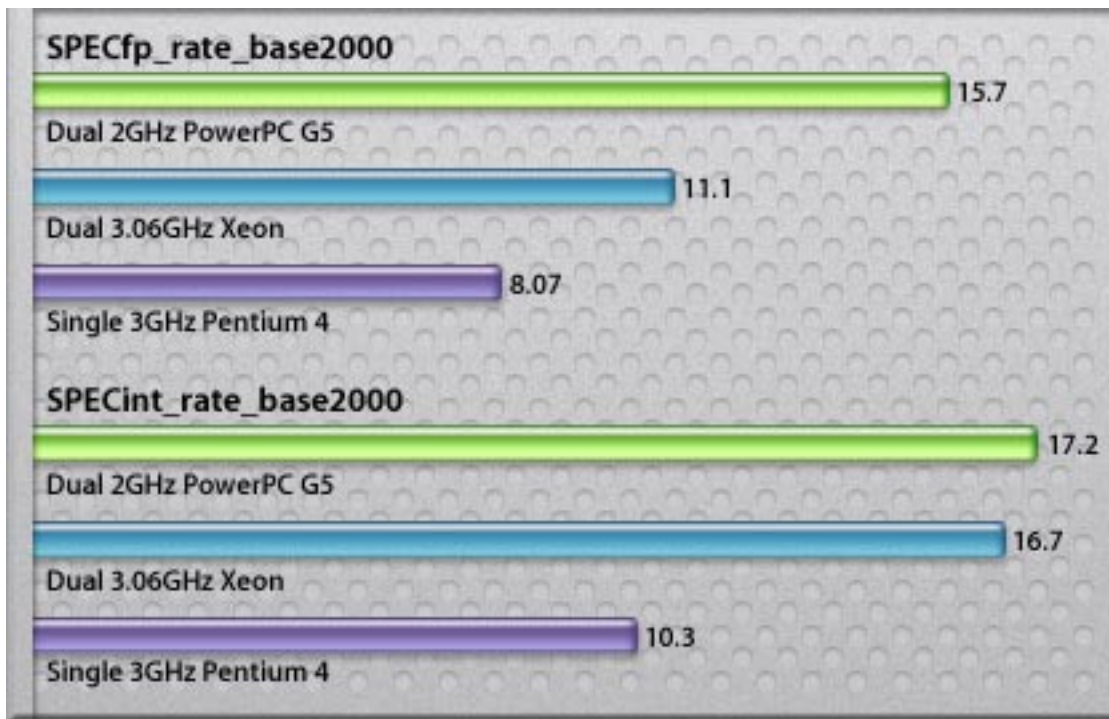 SPECfp_rate_base2000
15.7
Dual 2GHz PowerPC G5
11.1
Dual 3.06GHz Xeon
8.07
Single 3GHz Pentium 4
SPECint_rate_base2000
17.2
Dual 2GHz PowerPC G5
16.7
Dual 3.06GHz Xeon
10.3
Single 3GHz Pentium 4